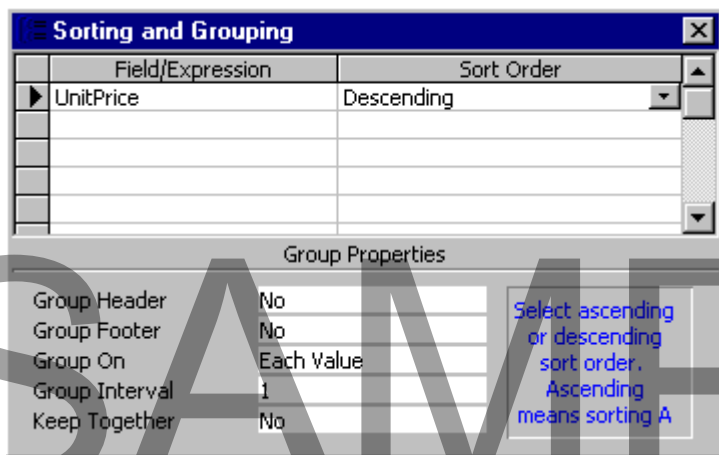 Sorting and Grouping
Field/Expression Sort Order
UnitPrice Descending
Group Properties
Group Header No
Group Footer No
Group On Each Value
Group Interval 1
Keep Together No
Select ascending
or descending
sort order.
Ascending
means sorting A